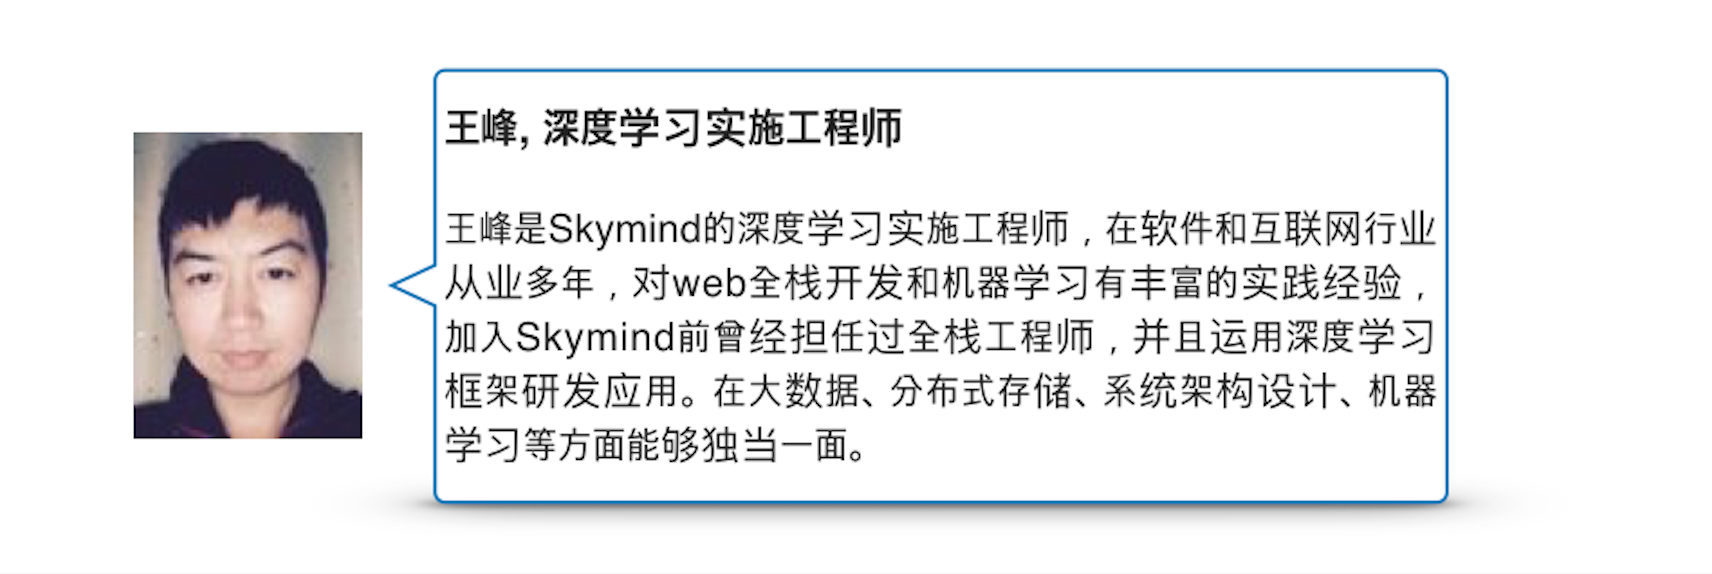 王峰, 深度学习实施工程师
王峰是Skymind的深度学习实施工程师，在软件和互联网行业
从业多年，对web全栈开发和机器学习有丰富的实践经验，
加入Skymind前曾经担任过全栈工程师，并且运用深度学习
框架研发应用。在大数据、分布式存储、系统架构设计、机器
学习等方面能够独当一面。